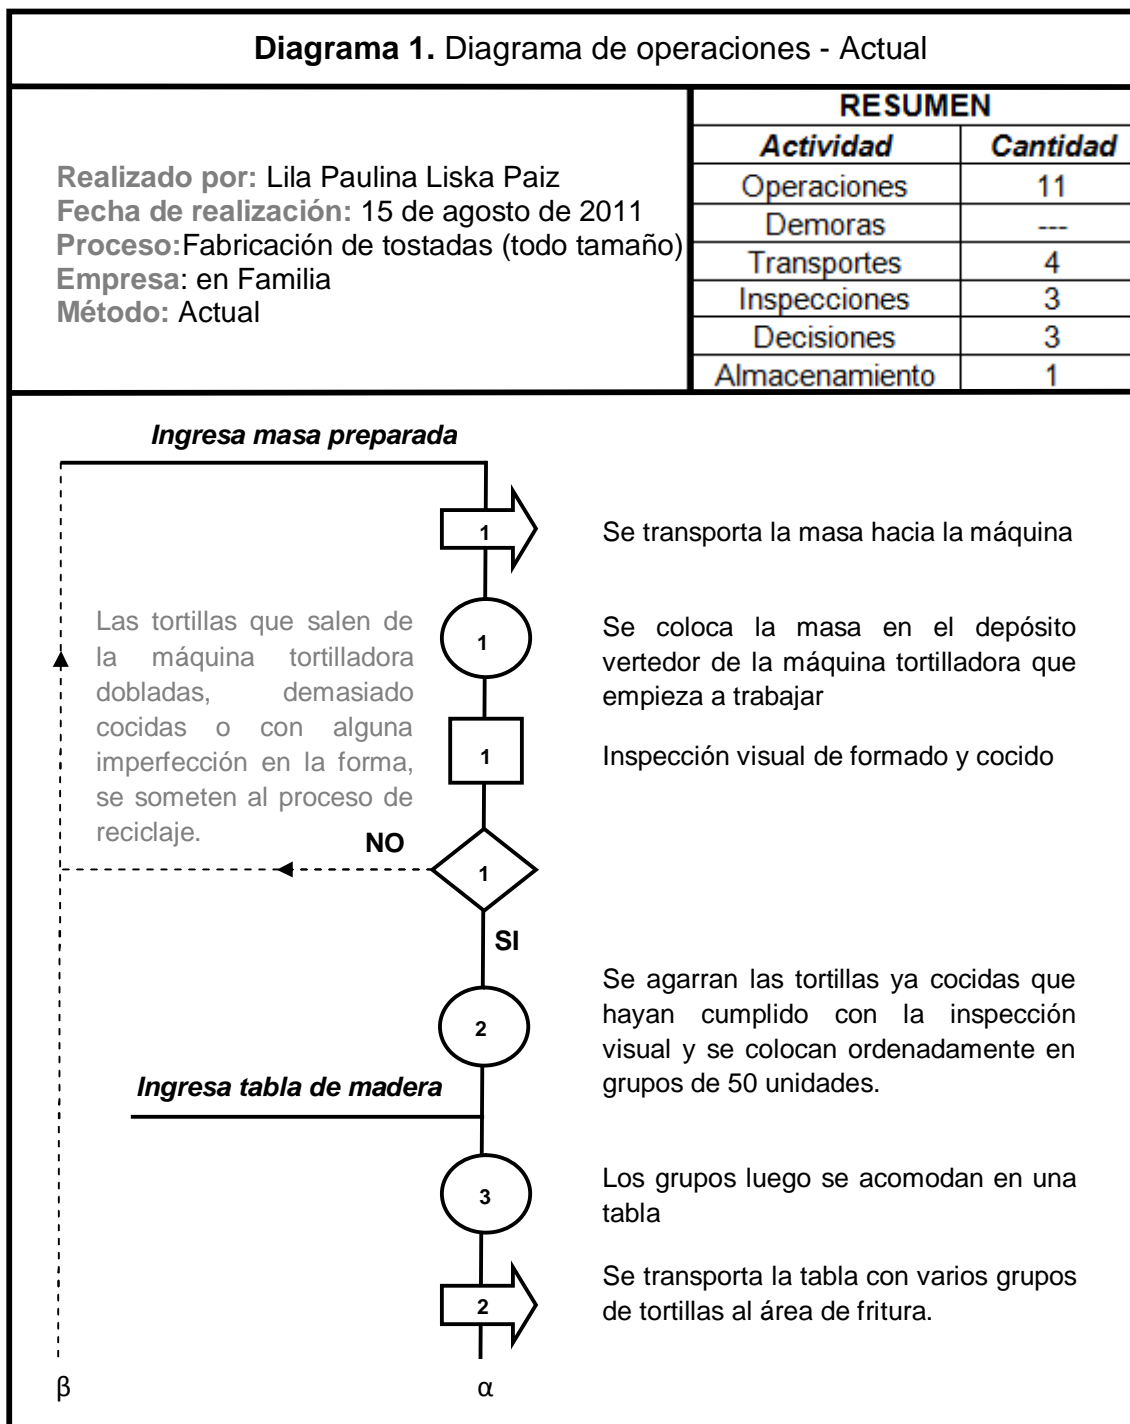 Diagrama 1. Diagrama de operaciones - Actual
Realizado por: Lila Paulina Liska Paiz
Fecha de realización: 15 de agosto de 2011
Proceso:Fabricación de tostadas (todo tamaño)
Empresa: en Familia
Método: Actual
RESUMEN
Actividad Cantidad
Operaciones 11
Demoras ---
Transportes 4
Inspecciones 3
Decisiones 3
Almacenamiento 1
Ingresa masa preparada
1
Se transporta la masa hacia la máquina
1
Se coloca la masa en el depósito
vertedor de la máquina tortilladora que
empieza a trabajar
Las tortillas que salen de
la máquina tortilladora
dobladas, demasiado
cocidas o con alguna
imperfección en la forma,
se someten al proceso de
reciclaje.
1
Inspección visual de formado y cocido
NO
1
SI
2
Se agarran las tortillas ya cocidas que
hayan cumplido con la inspección
visual y se colocan ordenadamente en
grupos de 50 unidades.
Ingresa tabla de madera
3
Los grupos luego se acomodan en una
tabla
2
Se transporta la tabla con varios grupos
de tortillas al área de fritura.
β α